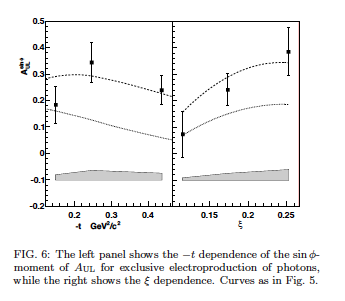 A_UL^sinφ
0.5
0.4
0.3
0.2
0.1
0
-0.1
-0.2
0.2 0.3 0.4 0.15 0.2 0.25
-t GeV²/c² ξ
FIG. 6: The left panel shows the −t dependence of the sin ϕ-
moment of A_UL for exclusive electroproduction of photons,
while the right shows the ξ dependence. Curves as in Fig. 5.